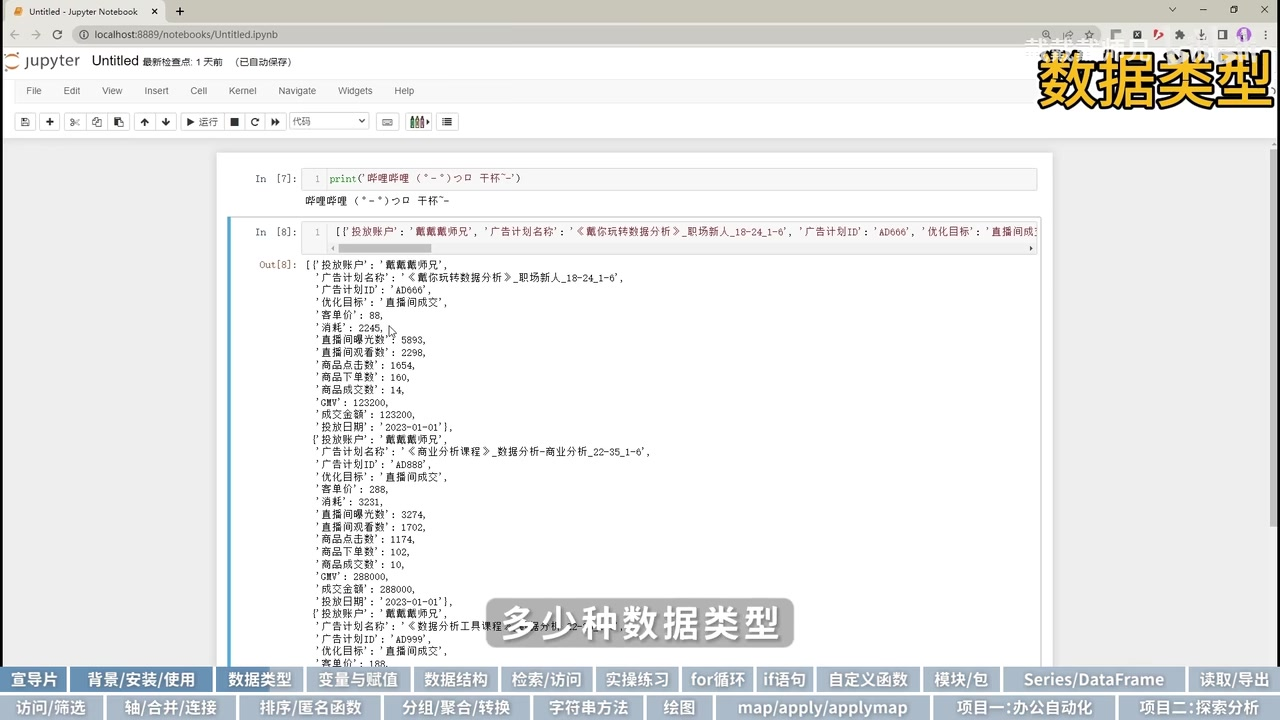 Untitled - Jupyter Notebook
localhost:8889/notebooks/Untitled.ipynb
jupyter Untitled 最新检查点: 1 天前 (已自动保存)
数据类型
File Edit View Insert Cell Kernel Navigate Widgets Help
运行 代码
In [7]: 1 print('哔哩哔哩 (°-°)つロ 干杯~-')
哔哩哔哩 (°-°)つロ 干杯~-
In [8]: 1 [{'投放账户': '戴戴戴师兄', '广告计划名称': '《戴你玩转数据分析》_职场新人_18-24_1-6', '广告计划ID': 'AD666', '优化目标': '直播间成交
Out[8]: [{'投放账户': '戴戴戴师兄',
'广告计划名称': '《戴你玩转数据分析》_职场新人_18-24_1-6',
'广告计划ID': 'AD666',
'优化目标': '直播间成交',
'客单价': 88,
'消耗': 2245,
'直播间曝光数': 5893,
'直播间观看数': 2298,
'商品点击数': 1654,
'商品下单数': 160,
'商品成交数': 14,
'GMV': 123200,
'成交金额': 123200,
'投放日期': '2023-01-01'},
{'投放账户': '戴戴戴师兄',
'广告计划名称': '《商业分析课程》_数据分析-商业分析_22-35_1-6',
'广告计划ID': 'AD888',
'优化目标': '直播间成交',
'客单价': 288,
'消耗': 3231,
'直播间曝光数': 3274,
'直播间观看数': 1702,
'商品点击数': 1174,
'商品下单数': 102,
'商品成交数': 10,
'GMV': 288000,
'成交金额': 288000,
'投放日期': '2023-01-01'},
{'投放账户': '戴戴戴师兄',
'广告计划名称': '《数据分析工具课程
'广告计划ID': 'AD999',
'优化目标': '直播间成交',
'客单价': 188,
多少种数据类型
宣导片 背景/安装/使用 数据类型 变量与赋值 数据结构 检索/访问 实操练习 for循环 if语句 自定义函数 模块/包 Series/DataFrame 读取/导出
访问/筛选 轴/合并/连接 排序/匿名函数 分组/聚合/转换 字符串方法 绘图 map/apply/applymap 项目一:办公自动化 项目二:探索分析